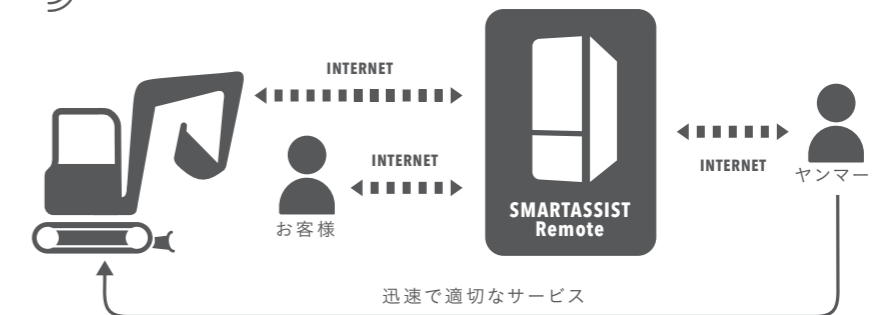 INTERNET
INTERNET
お客様
SMARTASSIST
Remote
INTERNET
ヤンマー
迅速で適切なサービス